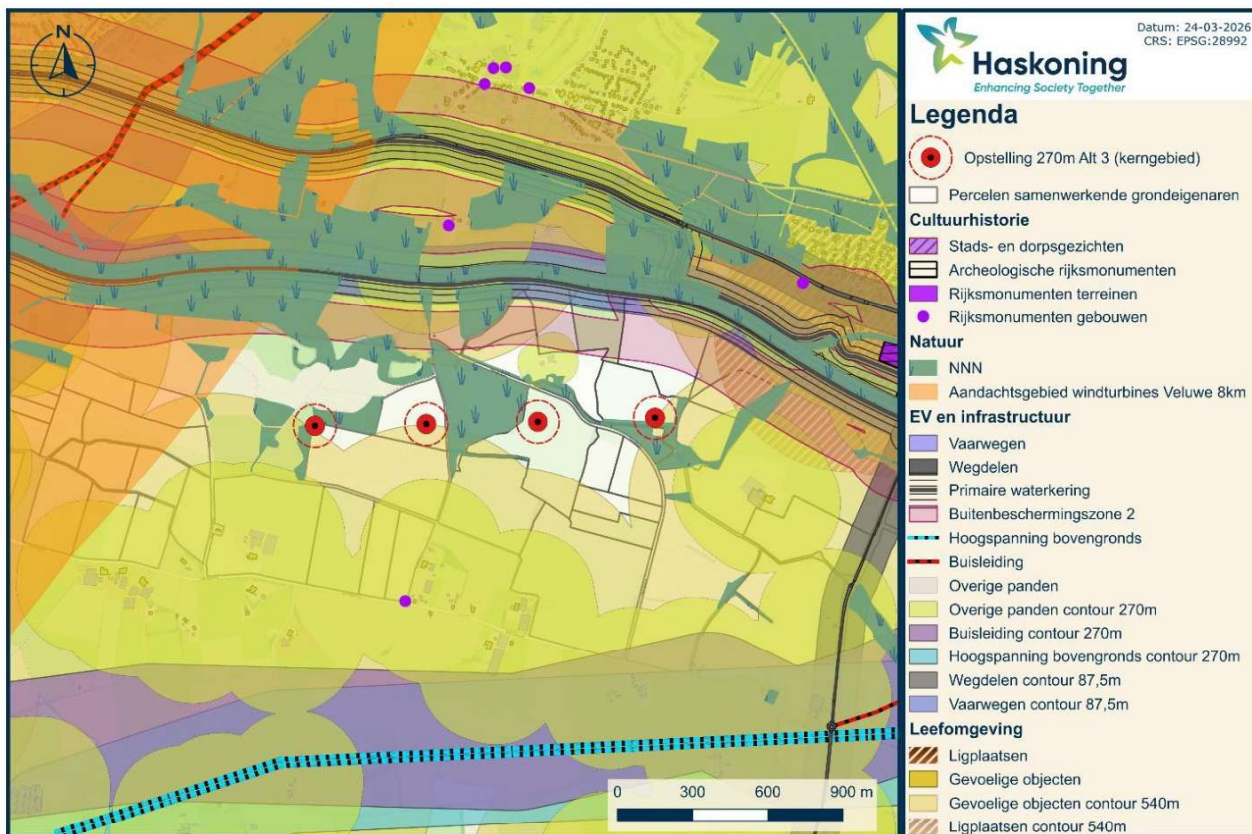 N
0 300 600 900 m
Datum: 24-03-2026
CRS: EPSG:28992
Haskoning
Enhancing Society Together
Legenda
Opstelling 270m Alt 3 (kerngebied)
Percelen samenwerkende grondeigenaren
Cultuurhistorie
Stads- en dorpsgezichten
Archeologische rijksmonumenten
Rijksmonumenten terreinen
Rijksmonumenten gebouwen
Natuur
NNN
Aandachtsgebied windturbines Veluwe 8km
EV en infrastructuur
Vaarwegen
Wegdelen
Primaire waterkering
Buitenbeschermingszone 2
Hoogspanning bovengronds
Buisleiding
Overige panden
Overige panden contour 270m
Buisleiding contour 270m
Hoogspanning bovengronds contour 270m
Wegdelen contour 87,5m
Vaarwegen contour 87,5m
Leefomgeving
Ligplaatsen
Gevoelige objecten
Gevoelige objecten contour 540m
Ligplaatsen contour 540m